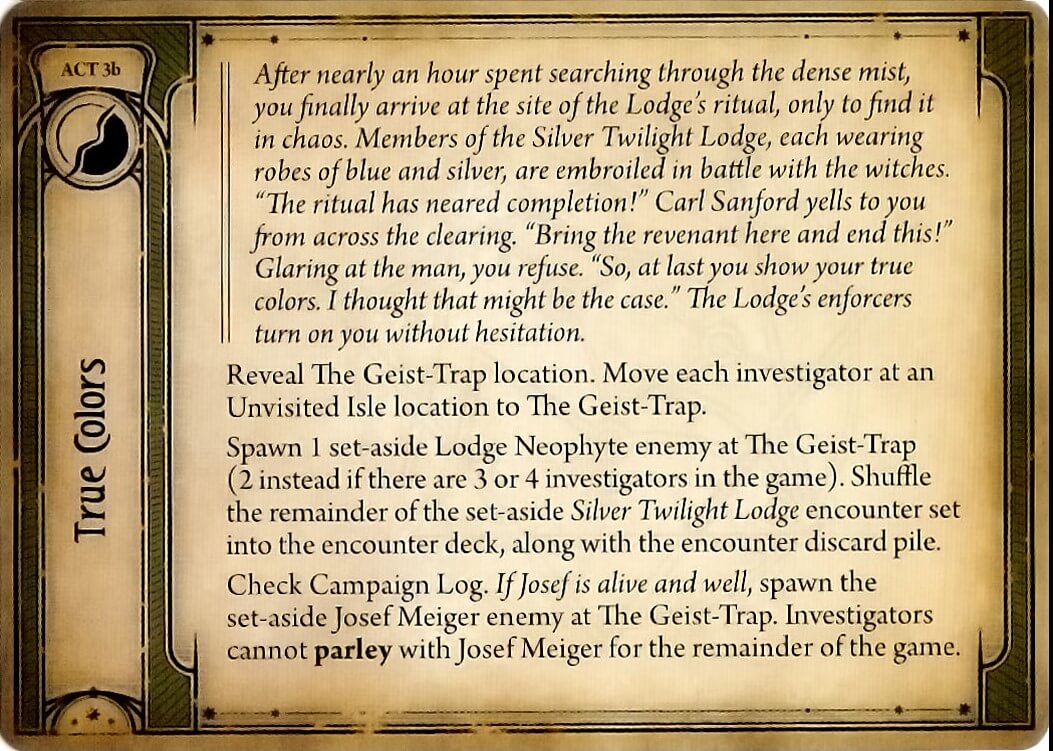 ACT 3b
True Colors
After nearly an hour spent searching through the dense mist,
you finally arrive at the site of the Lodge's ritual, only to find it
in chaos. Members of the Silver Twilight Lodge, each wearing
robes of blue and silver, are embroiled in battle with the witches.
“The ritual has neared completion!” Carl Sanford yells to you
from across the clearing. “Bring the revenant here and end this!”
Glaring at the man, you refuse. “So, at last you show your true
colors. I thought that might be the case.” The Lodge's enforcers
turn on you without hesitation.
Reveal The Geist-Trap location. Move each investigator at an
Unvisited Isle location to The Geist-Trap.
Spawn 1 set-aside Lodge Neophyte enemy at The Geist-Trap
(2 instead if there are 3 or 4 investigators in the game). Shuffle
the remainder of the set-aside Silver Twilight Lodge encounter set
into the encounter deck, along with the encounter discard pile.
Check Campaign Log. If Josef is alive and well, spawn the
set-aside Josef Meiger enemy at The Geist-Trap. Investigators
cannot parley with Josef Meiger for the remainder of the game.